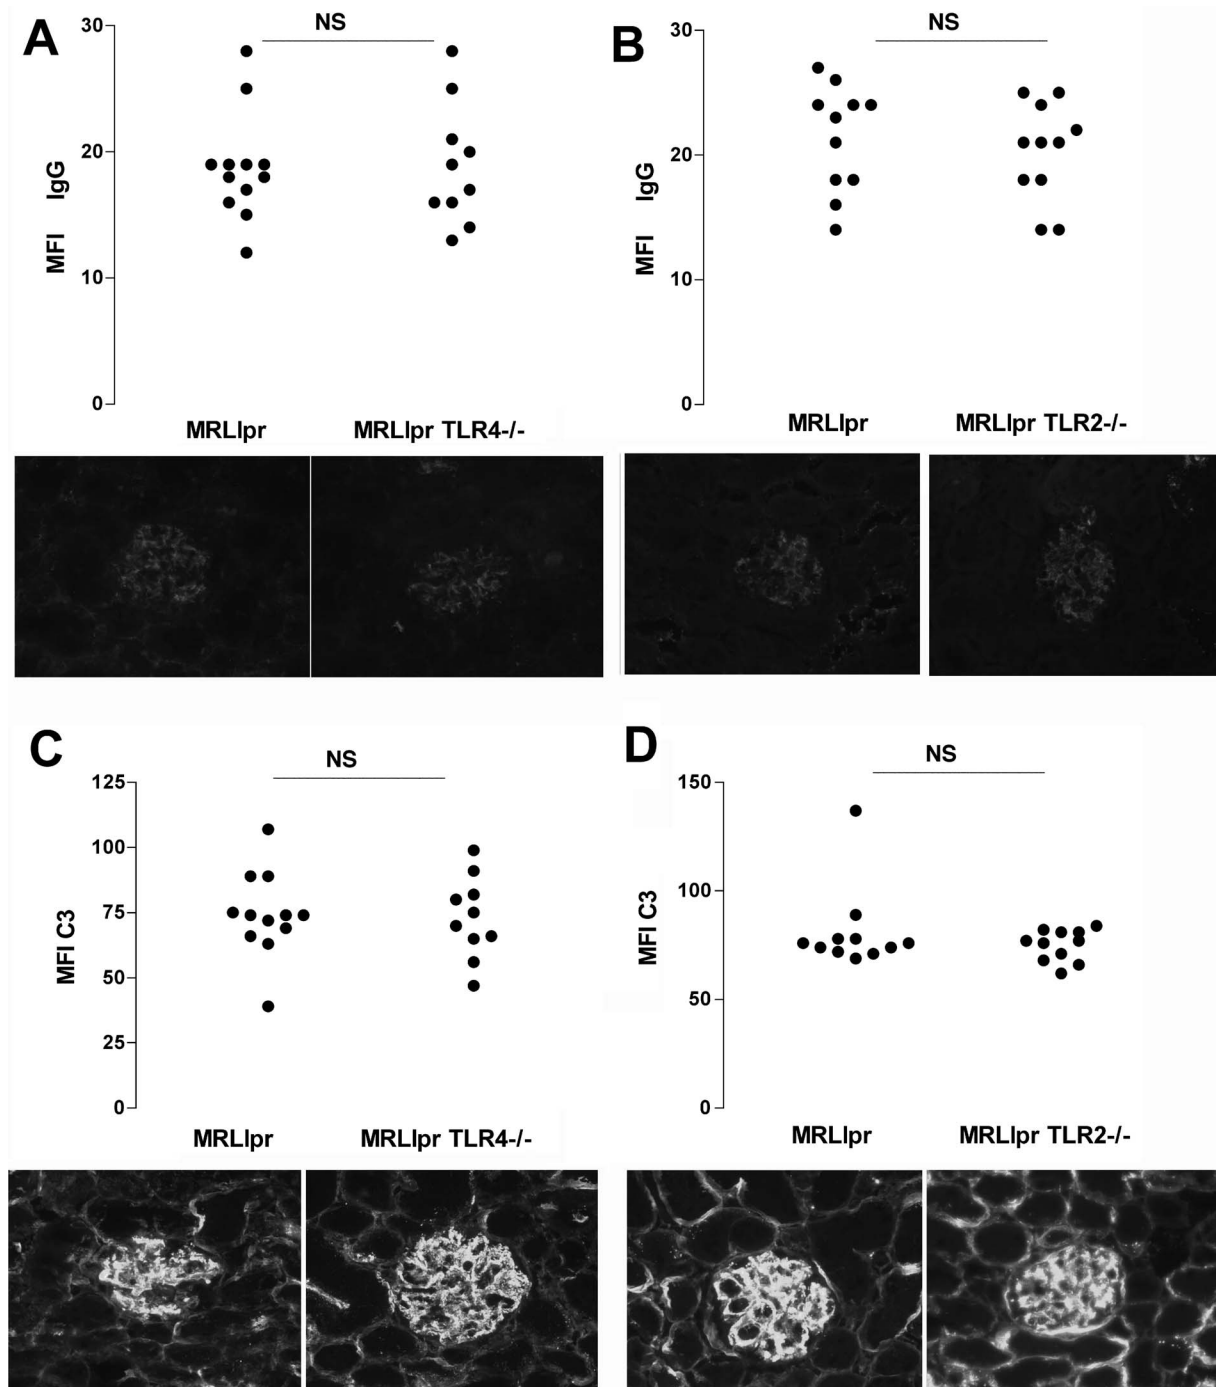 A
NS
30
20
10
0
MFI IgG
MRLlpr MRLlpr TLR4-/-
B
NS
30
20
10
0
MFI IgG
MRLlpr MRLlpr TLR2-/-
C
NS
125
100
75
50
25
0
MFI C3
MRLlpr MRLlpr TLR4-/-
D
NS
150
100
50
0
MFI C3
MRLlpr MRLlpr TLR2-/-